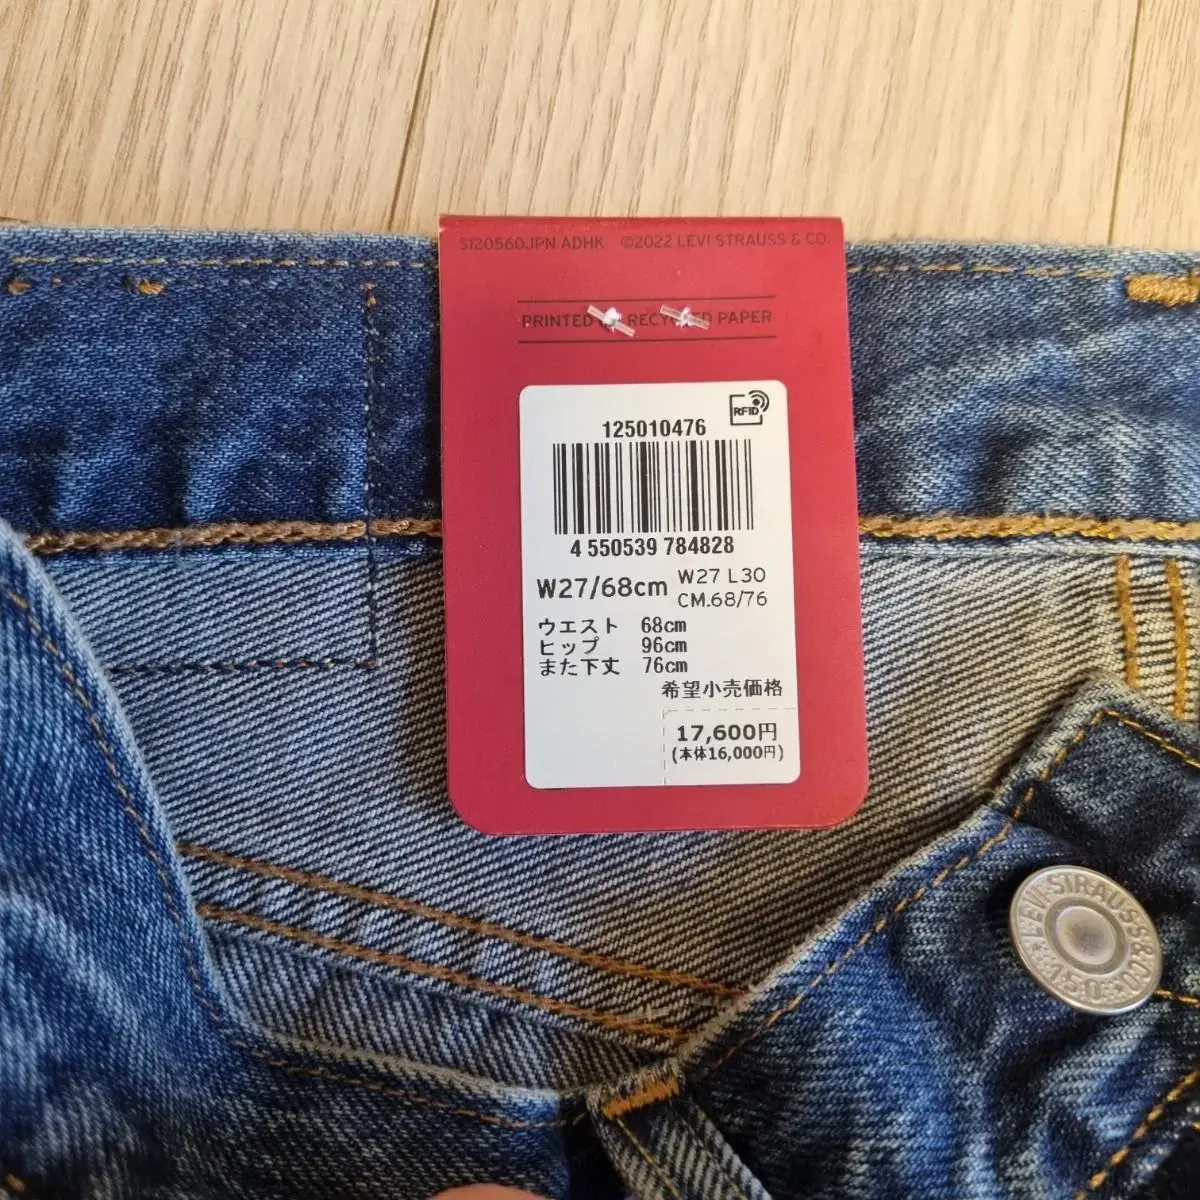 S120560JPN ADHK ©2022 LEVI STRAUSS & CO.
PRINTED RECYCLED PAPER
RFID
125010476
4 550539 784828
W27/68cm
W27 L30
CM.68/76
ウエスト 68cm
ヒップ 96cm
また下丈 76cm
希望小売価格
17,600円
(本体16,000円)
LEVI STRAUSS & CO
150